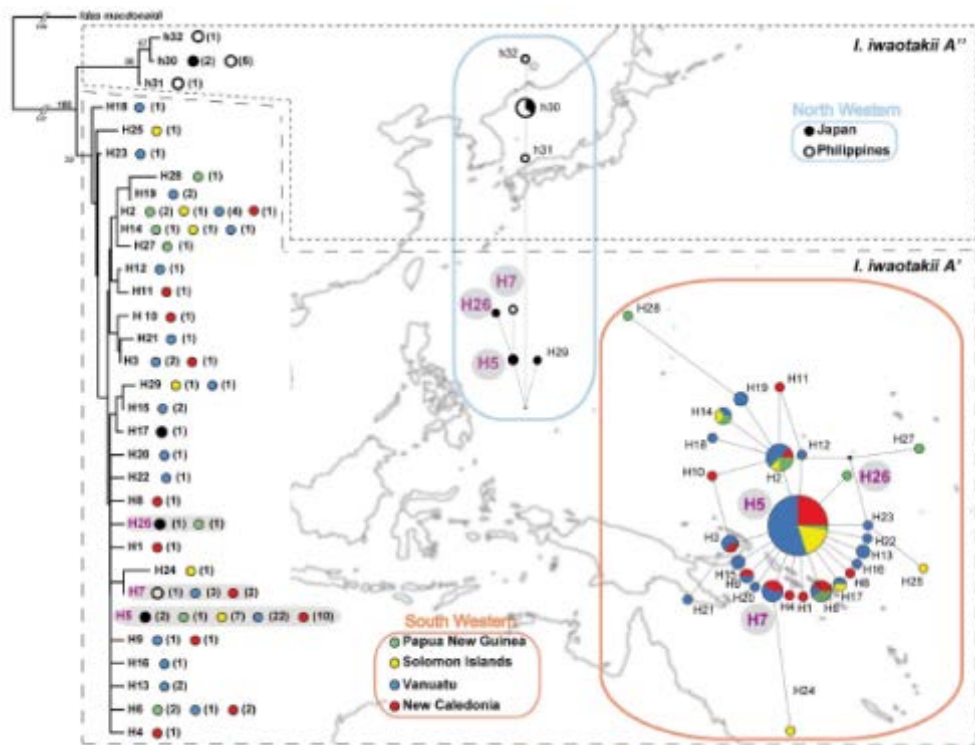 h32 (1)
h30 (2) (6)
h31 (1)
H18 (1)
H25 (1)
H23 (1)
H28 (1)
H19 (2)
H2 (2) (1) (4) (1)
H14 (1) (1) (1)
H27 (1)
H12 (1)
H11 (1)
H 10 (1)
H21 (1)
H3 (2) (1)
H29 (1) (1)
H15 (2)
H17 (1)
H20 (1)
H22 (1)
H8 (1)
H26 (1) (1)
H1 (1)
H24 (1)
H7 (1) (3) (2)
H5 (2) (1) (7) (22) (10)
H9 (1) (1)
H16 (1)
H13 (2)
H6 (2) (1) (2)
H4 (1)
I. iwaotakii A''
h32
h30
h31
North Western
Japan
Philippines
I. iwaotakii A'
H7
H26
H5
H29
H28
H19
H11
H14
H18
H12
H27
H2
H10
H26
H5
H23
H22
H13
H16
H8
H17
H25
H3
H15
H9
H20
H21
H7
H4
H1
H6
H24
South Western
Papua New Guinea
Solomon Islands
Vanuatu
New Caledonia